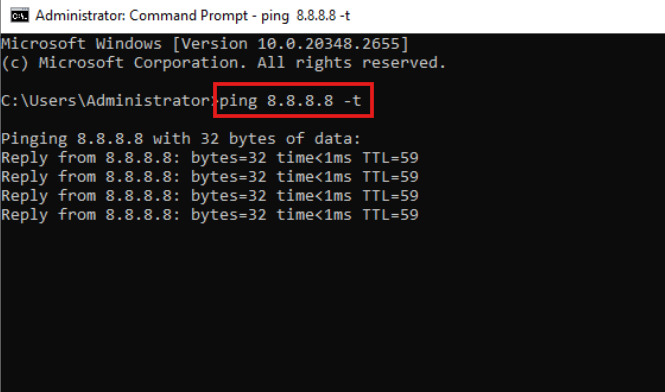 Administrator: Command Prompt - ping  8.8.8.8 -t
Microsoft Windows [Version 10.0.20348.2655]
(c) Microsoft Corporation. All rights reserved.
C:\Users\Administrator>ping 8.8.8.8 -t
Pinging 8.8.8.8 with 32 bytes of data:
Reply from 8.8.8.8: bytes=32 time<1ms TTL=59
Reply from 8.8.8.8: bytes=32 time<1ms TTL=59
Reply from 8.8.8.8: bytes=32 time<1ms TTL=59
Reply from 8.8.8.8: bytes=32 time<1ms TTL=59